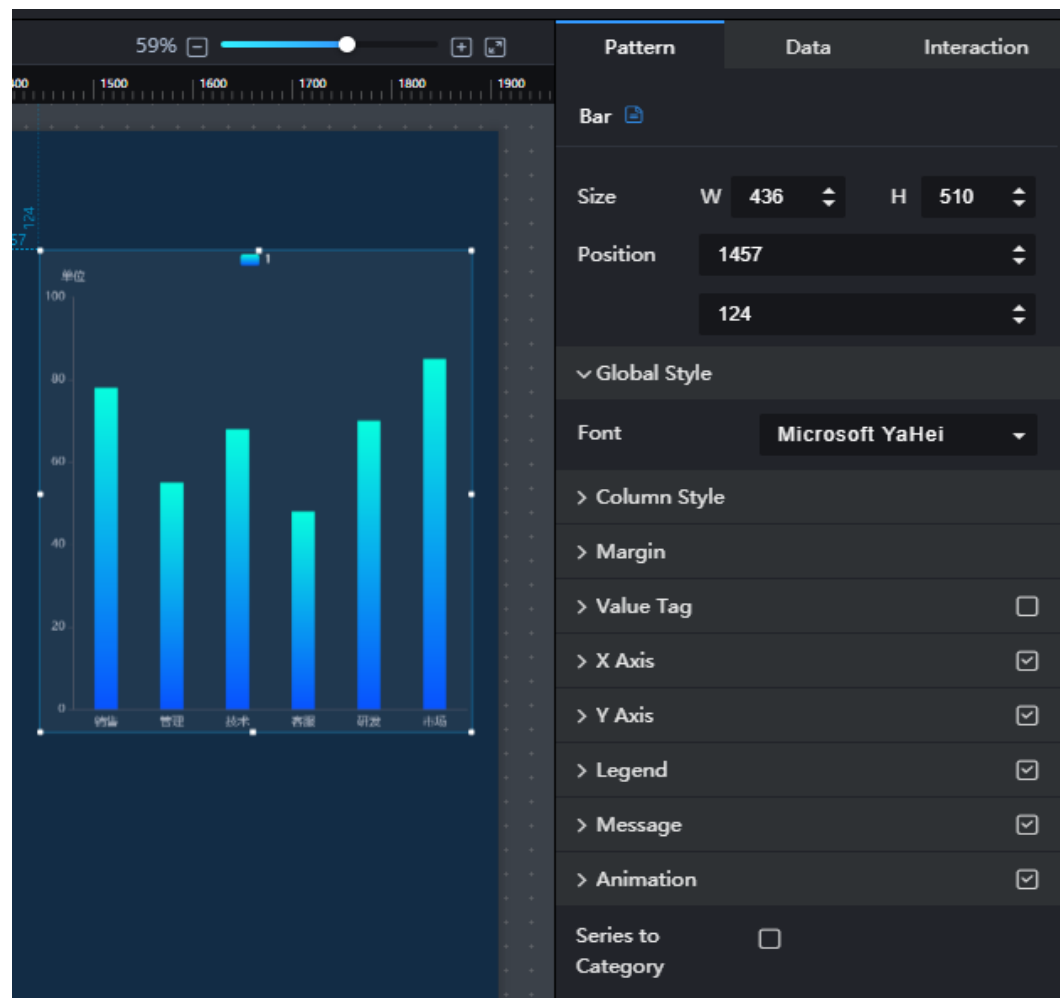 59%
Pattern Data Interaction
1500 1600 1700 1800 1900
Bar
Size W 436 H 510
Position 1457
124
Global Style
Font Microsoft YaHei
Column Style
Margin
Value Tag
X Axis
Y Axis
Legend
Message
Animation
Series to
Category
124
57
1
单位
100
80
60
40
20
0
销售 管理 技术 客服 研发 市场